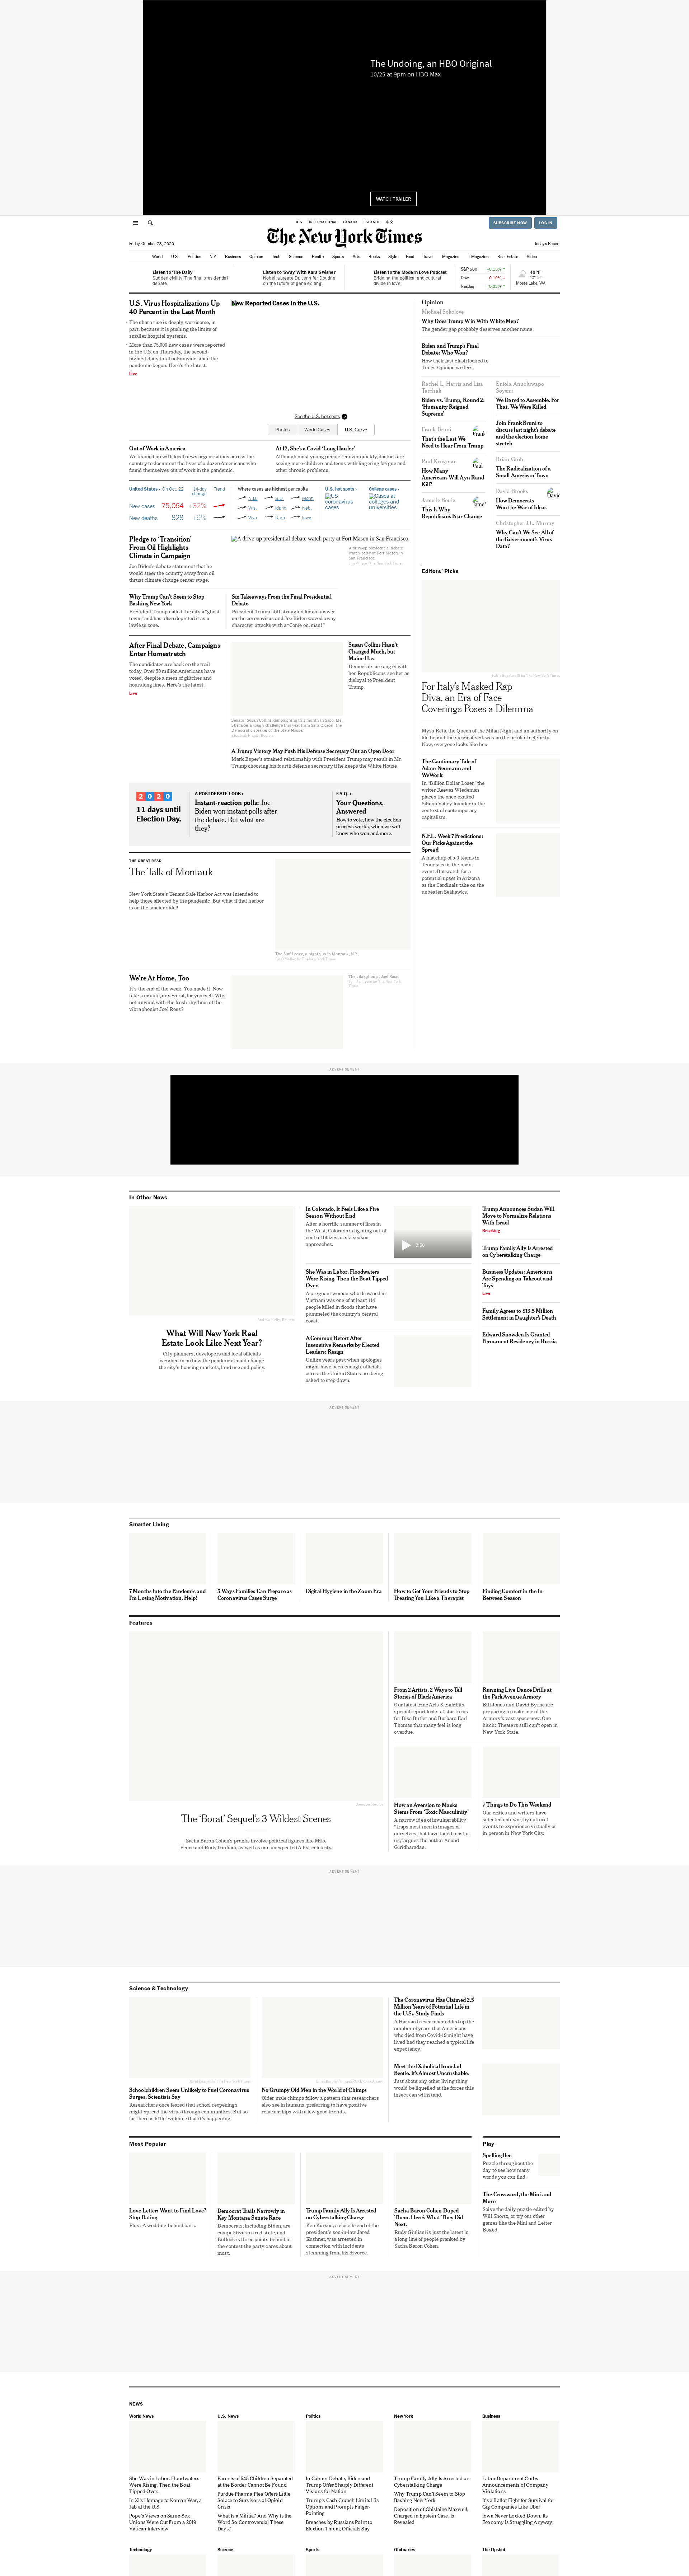 The Undoing, an HBO Original
10/25 at 9pm on HBO Max
WATCH TRAILER
U.S. INTERNATIONAL CANADA ESPAÑOL 中文
SUBSCRIBE NOW
LOG IN
Friday, October 23, 2020
The New York Times
Today's Paper
World U.S. Politics N.Y. Business Opinion Tech Science Health Sports Arts Books Style Food Travel Magazine T Magazine Real Estate Video
Listen to 'The Daily'
Sudden civility: The final presidential
debate.
Listen to 'Sway' With Kara Swisher
Nobel laureate Dr. Jennifer Doudna
on the future of gene editing.
Listen to the Modern Love Podcast
Bridging the political and cultural
divide in love.
S&P 500
Dow
Nasdaq
40°F
U.S. Virus Hospitalizations Up
40 Percent in the Last Month
The sharp rise is deeply worrisome, in
part, because it is pushing the limits of
smaller hospital systems.
More than 75,000 new cases were reported
in the U.S. on Thursday, the second-
highest daily total nationwide since the
pandemic began. Here's the latest.
Live
New Reported Cases in the U.S.
See the U.S. hot spots
Photos World Cases U.S. Curve
Out of Work in America
We teamed up with local news organizations across the
country to document the lives of a dozen Americans who
found themselves out of work in the pandemic.
At 12, She's a Covid 'Long Hauler'
Although most young people recover quickly, doctors are
seeing more children and teens with lingering fatigue and
other chronic problems.
United States › On Oct. 22 14-day change Trend
New cases 75,064 +32%
New deaths 828 +9%
Where cases are highest per capita
N.D. S.D. Mont.
Wis. Idaho Neb.
Wyo. Utah Iowa
U.S. hot spots ›
US coronavirus cases
College cases ›
Cases at colleges and universities
Pledge to 'Transition'
From Oil Highlights
Climate in Campaign
Joe Biden's debate statement that he
would steer the country away from oil
thrust climate change center stage.
A drive-up presidential debate watch party at Fort Mason in San Francisco.
A drive-up presidential debate
watch party at Fort Mason in
San Francisco.
Why Trump Can't Seem to Stop
Bashing New York
President Trump called the city a "ghost
town," and has often depicted it as a
lawless zone.
Six Takeaways From the Final Presidential
Debate
President Trump still struggled for an answer
on the coronavirus and Joe Biden waved away
character attacks with a "Come on, man!"
After Final Debate, Campaigns
Enter Homestretch
The candidates are back on the trail
today. Over 50 million Americans have
voted, despite a mess of glitches and
hourslong lines. Here's the latest.
Live
Susan Collins Hasn't
Changed Much, but
Maine Has
Democrats are angry with
her. Republicans see her as
disloyal to President
Trump.
A Trump Victory May Push His Defense Secretary Out an Open Door
Mark Esper's strained relationship with President Trump may result in Mr.
Trump choosing his fourth defense secretary if he keeps the White House.
2020
11 days until
Election Day.
A POSTDEBATE LOOK ›
Instant-reaction polls: Joe
Biden won instant polls after
the debate. But what are
they?
F.A.Q. ›
Your Questions,
Answered
How to vote, how the election
process works, when we will
know who won and more.
THE GREAT READ
The Talk of Montauk
New York State's Tenant Safe Harbor Act was intended to
help those affected by the pandemic. But what if that harbor
is on the fancier side?
The Surf Lodge, a nightclub in Montauk, N.Y.
We're At Home, Too
It's the end of the week. You made it. Now
take a minute, or several, for yourself. Why
not unwind with the fresh rhythms of the
vibraphonist Joel Ross?
The vibraphonist Joel Ross.
Opinion
Michael Sokolove
Why Does Trump Win With White Men?
The gender gap probably deserves another name.
Biden and Trump's Final
Debate: Who Won?
How their last clash looked to
Times Opinion writers.
Rachel L. Harris and Lisa
Tarchak
Biden vs. Trump, Round 2:
'Humanity Reigned
Supreme'
Eniola Anuoluwapo
Soyemi
We Dared to Assemble. For
That, We Were Killed.
Frank Bruni
That's the Last We
Need to Hear From Trump
Join Frank Bruni to
discuss last night's debate
and the election home
stretch
Paul Krugman
How Many
Americans Will Ayn Rand
Kill?
Brian Gesh
The Radicalization of a
Small American Town
Jamelle Bouie
This Is Why
Republicans Fear Change
David Brooks
How Democrats
Won the War of Ideas
Christopher J.L. Murray
Why Can't We See All of
the Government's Virus
Data?
Editors' Picks
For Italy's Masked Rap
Diva, an Era of Face
Coverings Poses a Dilemma
Myss Keta, the Queen of the Milan Night and an authority on
life behind the surgical veil, was on the brink of celebrity.
Now, everyone looks like her.
The Cautionary Tale of
Adam Neumann and
WeWork
In "Billion Dollar Loser," the
writer Reeves Wiedeman
places the once exalted
Silicon Valley founder in the
context of contemporary
capitalism.
N.F.L. Week 7 Predictions:
Our Picks Against the
Spread
A matchup of 5-0 teams in
Tennessee is the main
event. But watch for a
potential upset in Arizona
as the Cardinals take on the
unbeaten Seahawks.
ADVERTISEMENT
In Other News
What Will New York Real
Estate Look Like Next Year?
City planners, developers and local officials
weighed in on how the pandemic could change
the city's housing markets, land use and policy.
In Colorado, It Feels Like a Fire
Season Without End
After a horrific summer of fires in
the West, Colorado is fighting out-of-
control blazes as ski season
approaches.
0:30
She Was in Labor. Floodwaters
Were Rising. Then the Boat Tipped
Over.
A pregnant woman who drowned in
Vietnam was one of at least 114
people killed in floods that have
pummeled the country's central
coast.
A Common Retort After
Insensitive Remarks by Elected
Leaders: Resign
Unlike years past when apologies
might have been enough, officials
across the United States are being
asked to step down.
Trump Announces Sudan Will
Move to Normalize Relations
With Israel
Breaking
Trump Family Ally Is Arrested
on Cyberstalking Charge
Business Updates: Americans
Are Spending on Takeout and
Toys
Live
Family Agrees to $13.5 Million
Settlement in Daughter's Death
Edward Snowden Is Granted
Permanent Residency in Russia
ADVERTISEMENT
Smarter Living
7 Months Into the Pandemic and
I'm Losing Motivation. Help!
5 Ways Families Can Prepare as
Coronavirus Cases Surge
Digital Hygiene in the Zoom Era
How to Get Your Friends to Stop
Treating You Like a Therapist
Finding Comfort in the In-
Between Season
Features
The 'Borat' Sequel's 3 Wildest Scenes
Sacha Baron Cohen's pranks involve political figures like Mike
Pence and Rudy Giuliani, as well as one unexpected A-list celebrity.
From 2 Artists, 2 Ways to Tell
Stories of Black America
Our latest Fine Arts & Exhibits
special report looks at star turns
for Bisa Butler and Barbara Earl
Thomas that many feel is long
overdue.
Running Live Dance Drills at
the Park Avenue Armory
Bill Jones and David Byrne are
preparing to make use of the
Armory's vast space now. One
hitch: Theaters still can't open in
New York State.
How an Aversion to Masks
Stems From 'Toxic Masculinity'
A narrow idea of invulnerability
"traps most men in images of
ourselves that have failed most of
us," argues the author Anand
Giridharadas.
7 Things to Do This Weekend
Our critics and writers have
selected noteworthy cultural
events to experience virtually or
in person in New York City.
ADVERTISEMENT
Science & Technology
Schoolchildren Seem Unlikely to Fuel Coronavirus
Surges, Scientists Say
Researchers once feared that school reopenings
might spread the virus through communities. But so
far there is little evidence that it's happening.
No Grumpy Old Men in the World of Chimps
Older male chimps follow a pattern that researchers
also see in humans, preferring to have positive
relationships with a few good friends.
The Coronavirus Has Claimed 2.5
Million Years of Potential Life in
the U.S., Study Finds
A Harvard researcher added up the
number of years that Americans
who died from Covid-19 might have
lived had they reached a typical life
expectancy.
Meet the Diabolical Ironclad
Beetle. It's Almost Uncrushable.
Just about any other living thing
would be liquefied at the forces this
insect can withstand.
Most Popular
Love Letter: Want to Find Love?
Stop Dating
Plus: A wedding behind bars.
Democrat Trails Narrowly in
Key Montana Senate Race
Democrats, including Biden, are
competitive in a red state, and
Bullock is three points behind in
the contest the party cares about
most.
Trump Family Ally Is Arrested
on Cyberstalking Charge
Ken Kurson, a close friend of the
president's son-in-law Jared
Kushner, was arrested in
connection with incidents
stemming from his divorce.
Sacha Baron Cohen Duped
Them. Here's What They Did
Next.
Rudy Giuliani is just the latest in
a long line of people pranked by
Sacha Baron Cohen.
Play
Spelling Bee
Puzzle throughout the
day to see how many
words you can find.
The Crossword, the Mini and
More
Solve the daily puzzle edited by
Will Shortz, or try out other
games like the Mini and Letter
Boxed.
ADVERTISEMENT
NEWS
World News
She Was in Labor. Floodwaters
Were Rising. Then the Boat
Tipped Over.
In Xi's Homage to Korean War, a
Jab at the U.S.
Pope's Views on Same-Sex
Unions Were Cut From a 2019
Vatican Interview
U.S. News
Parents of 545 Children Separated
at the Border Cannot Be Found
Purdue Pharma Plea Offers Little
Solace to Survivors of Opioid
Crisis
What Is a Militia? And Why Is the
Word So Controversial These
Days?
Politics
In Calmer Debate, Biden and
Trump Offer Sharply Different
Visions for Nation
Trump's Cash Crunch Limits His
Options and Prompts Finger-
Pointing
Breaches by Russians Point to
Election Threat, Officials Say
New York
Trump Family Ally Is Arrested on
Cyberstalking Charge
Why Trump Can't Seem to Stop
Bashing New York
Deposition of Ghislaine Maxwell,
Charged in Epstein Case, Is
Revealed
Business
Labor Department Curbs
Announcements of Company
Violations
It's a Ballot Fight for Survival for
Gig Companies Like Uber
Iowa Never Locked Down. Its
Economy Is Struggling Anyway.
Technology
Science
Sports
Obituaries
The Upshot